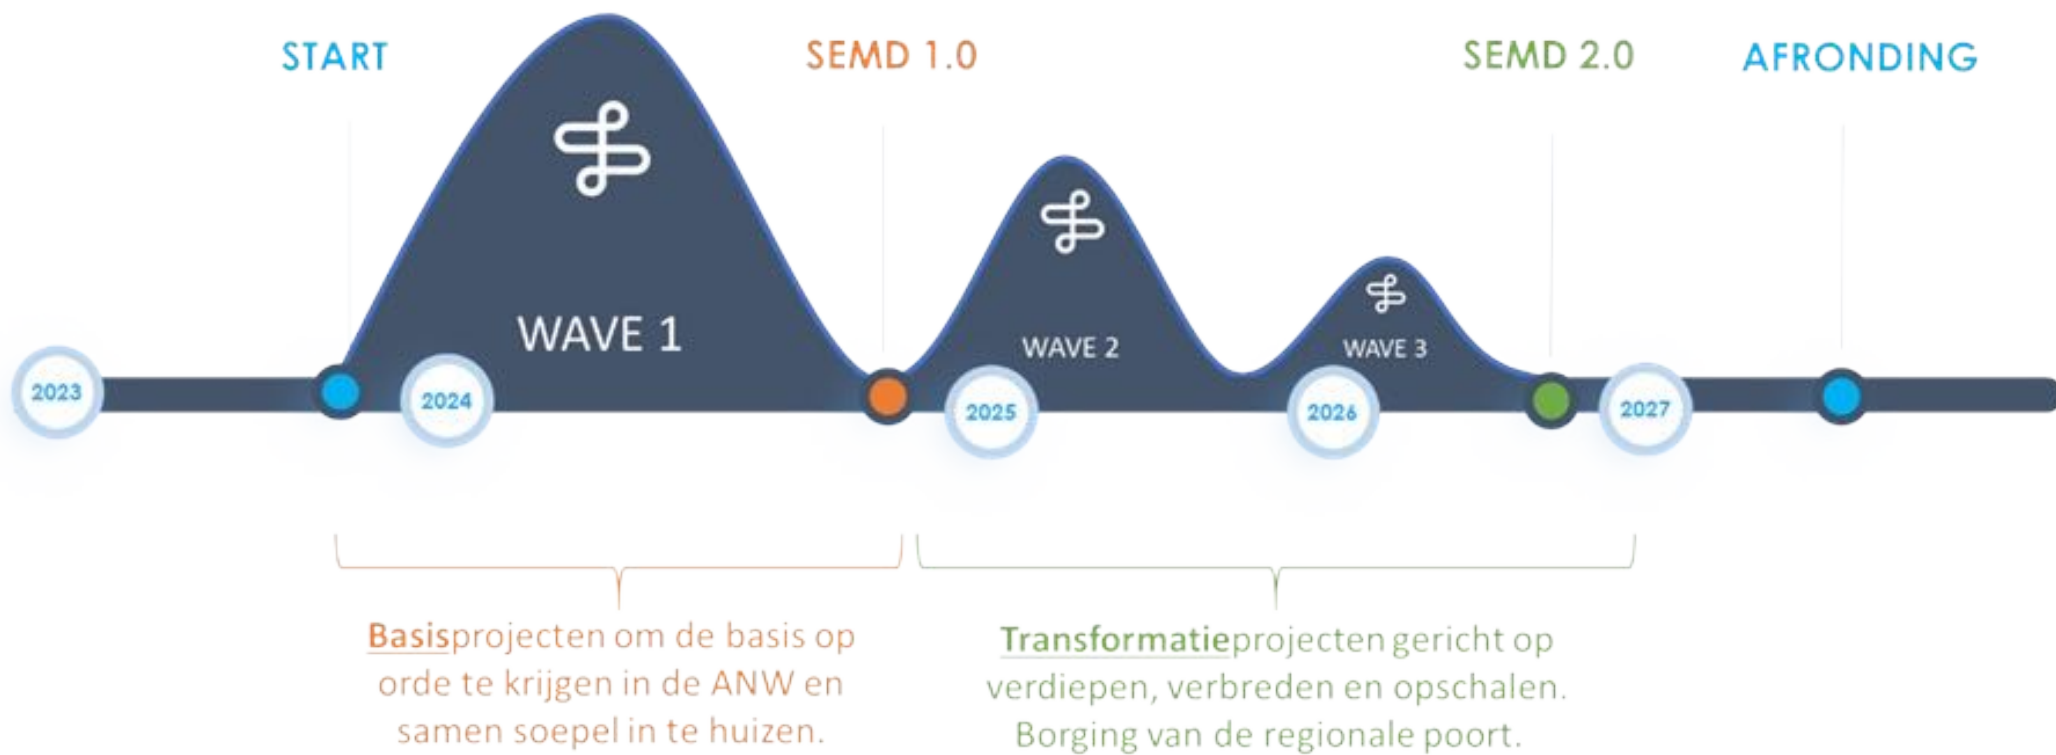 START
SEMD 1.0
SEMD 2.0
AFRONDING
WAVE 1
WAVE 2
WAVE 3
2023
2024
2025
2026
2027
Basisprojecten om de basis op
orde te krijgen in de ANW en
samen soepel in te huizen.
Transformatieprojecten gericht op
verdiepen, verbreden en opschalen.
Borging van de regionale poort.